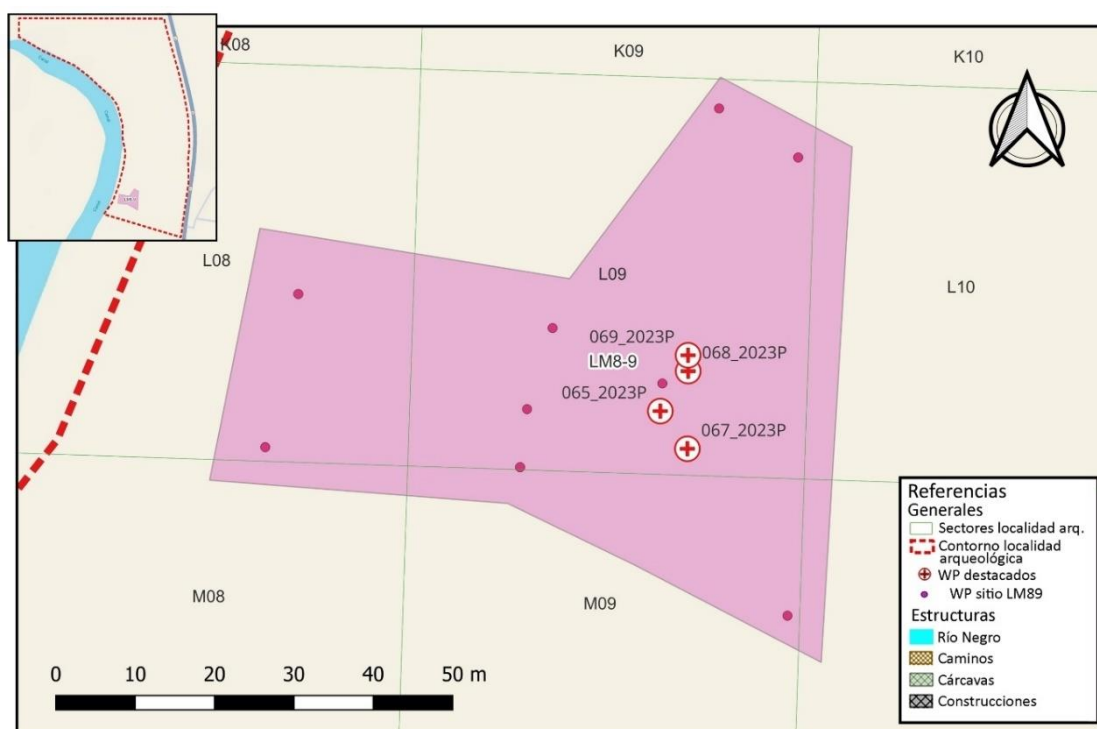 K08
K09
K10
L08
L09
L10
069_2023P
068_2023P
LM8-9
065_2023P
067_2023P
M08
M09
0 10 20 30 40 50 m
Referencias
Generales
Sectores localidad arq.
Contorno localidad
arqueológica
WP destacados
WP sitio LM89
Estructuras
Río Negro
Caminos
Cárcavas
Construcciones